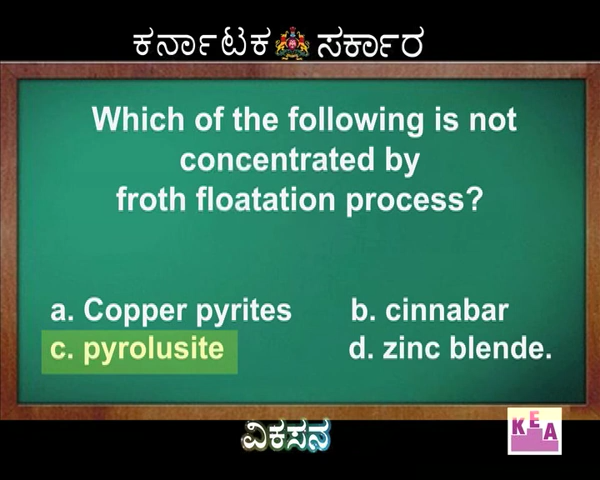 ಕರ್ನಾಟಕ ಸರ್ಕಾರ
Which of the following is not
concentrated by
froth floatation process?
a. Copper pyrites b. cinnabar
c. pyrolusite d. zinc blende.
ವಿಕಸನ
KEA